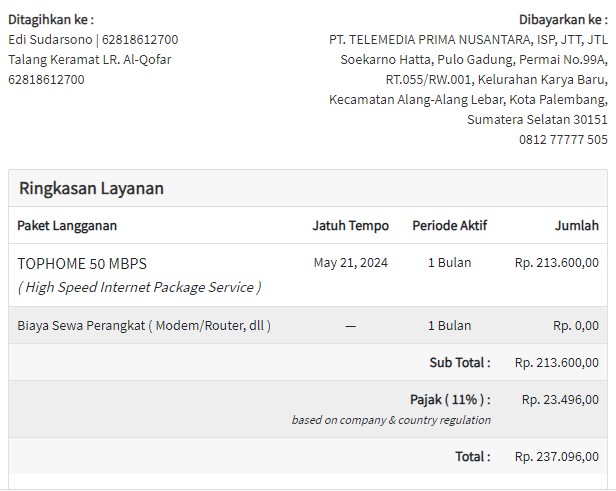 Ditagihkan ke :
Edi Sudarsono | 62818612700
Talang Keramat LR. Al-Qofar
62818612700
Dibayarkan ke :
PT. TELEMEDIA PRIMA NUSANTARA, ISP, JTT, JTL
Soekarno Hatta, Pulo Gadung, Permai No.99A,
RT.055/RW.001, Kelurahan Karya Baru,
Kecamatan Alang-Alang Lebar, Kota Palembang,
Sumatera Selatan 30151
0812 77777 505
Ringkasan Layanan
Paket Langganan Jatuh Tempo Periode Aktif Jumlah
TOPHOME 50 MBPS May 21, 2024 1 Bulan Rp. 213.600,00
( High Speed Internet Package Service )
Biaya Sewa Perangkat ( Modem/Router, dll ) — 1 Bulan Rp. 0,00
Sub Total : Rp. 213.600,00
Pajak ( 11% ) : Rp. 23.496,00
based on company & country regulation
Total : Rp. 237.096,00